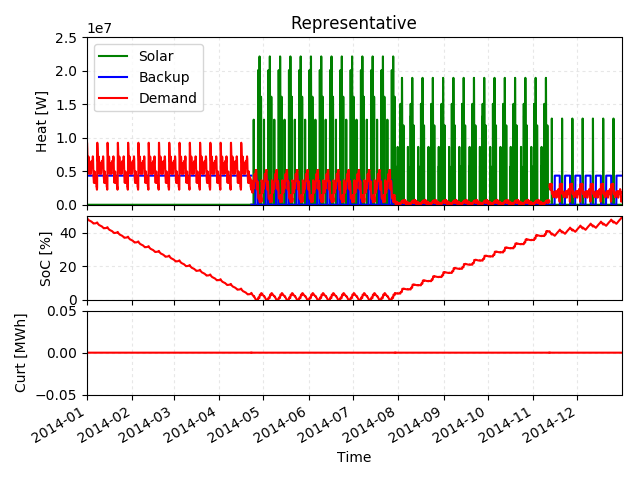 Representative
1e7
2.5
2.0
1.5
1.0
0.5
0.0
Heat [W]
Solar
Backup
Demand
40
20
0
SoC [%]
0.05
0.00
−0.05
Curt [MWh]
2014-01
2014-02
2014-03
2014-04
2014-05
2014-06
2014-07
2014-08
2014-09
2014-10
2014-11
2014-12
Time